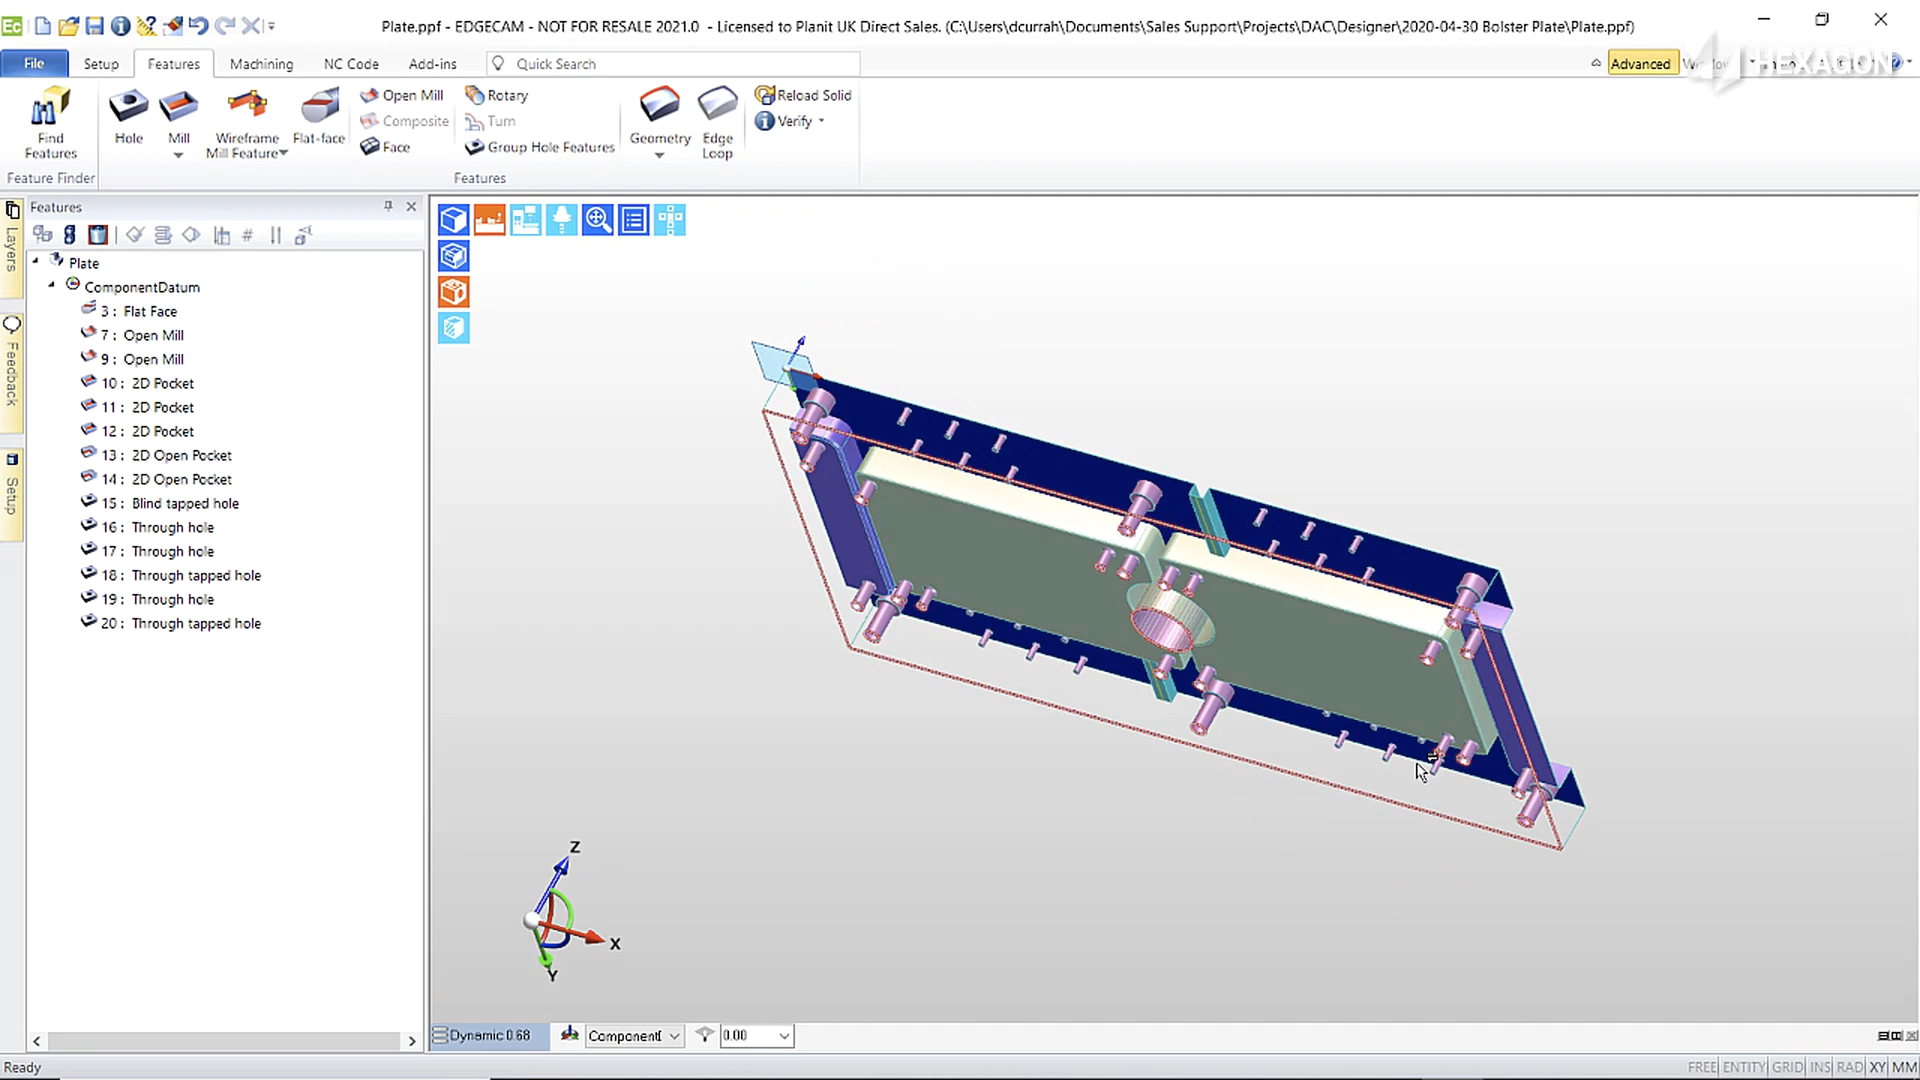 Ec
Plate.ppf - EDGECAM - NOT FOR RESALE 2021.0 - Licensed to Planit UK Direct Sales. (C:\Users\dcurrah\Documents\Sales Support\Projects\DAC\Designer\2020-04-30 Bolster Plate\Plate.ppf)
File
Setup
Features
Machining
NC Code
Add-ins
Quick Search
Advanced
HEXAGON
Find
Features
Hole
Mill
Wireframe
Mill Feature
Flat-face
Open Mill
Composite
Face
Rotary
Turn
Group Hole Features
Geometry
Edge
Loop
Reload Solid
Verify
Feature Finder
Features
Features
Layers
Feedback
Setup
Plate
ComponentDatum
3 : Flat Face
7 : Open Mill
9 : Open Mill
10 : 2D Pocket
11 : 2D Pocket
12 : 2D Pocket
13 : 2D Open Pocket
14 : 2D Open Pocket
15 : Blind tapped hole
16 : Through hole
17 : Through hole
18 : Through tapped hole
19 : Through hole
20 : Through tapped hole
Z
X
Y
Dynamic 0.68
Component
0.00
Ready
FREE ENTITY GRID INS RAD XY MM